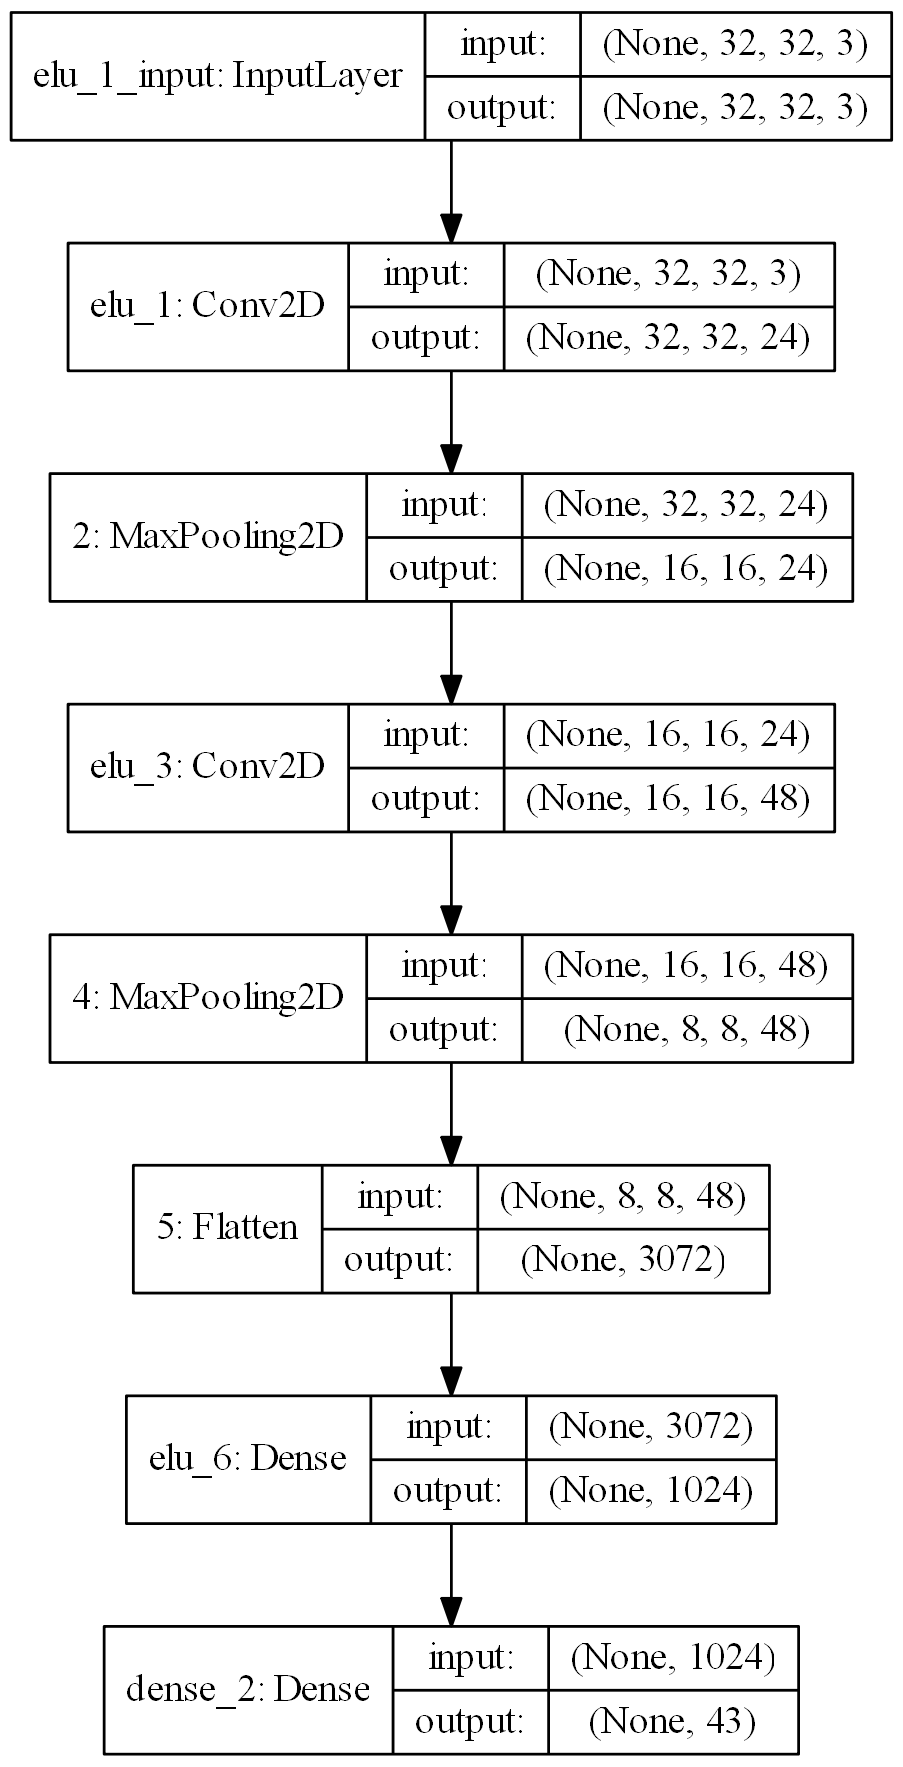 elu_1_input: InputLayer
input: (None, 32, 32, 3)
output: (None, 32, 32, 3)
elu_1: Conv2D
input: (None, 32, 32, 3)
output: (None, 32, 32, 24)
2: MaxPooling2D
input: (None, 32, 32, 24)
output: (None, 16, 16, 24)
elu_3: Conv2D
input: (None, 16, 16, 24)
output: (None, 16, 16, 48)
4: MaxPooling2D
input: (None, 16, 16, 48)
output: (None, 8, 8, 48)
5: Flatten
input: (None, 8, 8, 48)
output: (None, 3072)
elu_6: Dense
input: (None, 3072)
output: (None, 1024)
dense_2: Dense
input: (None, 1024)
output: (None, 43)